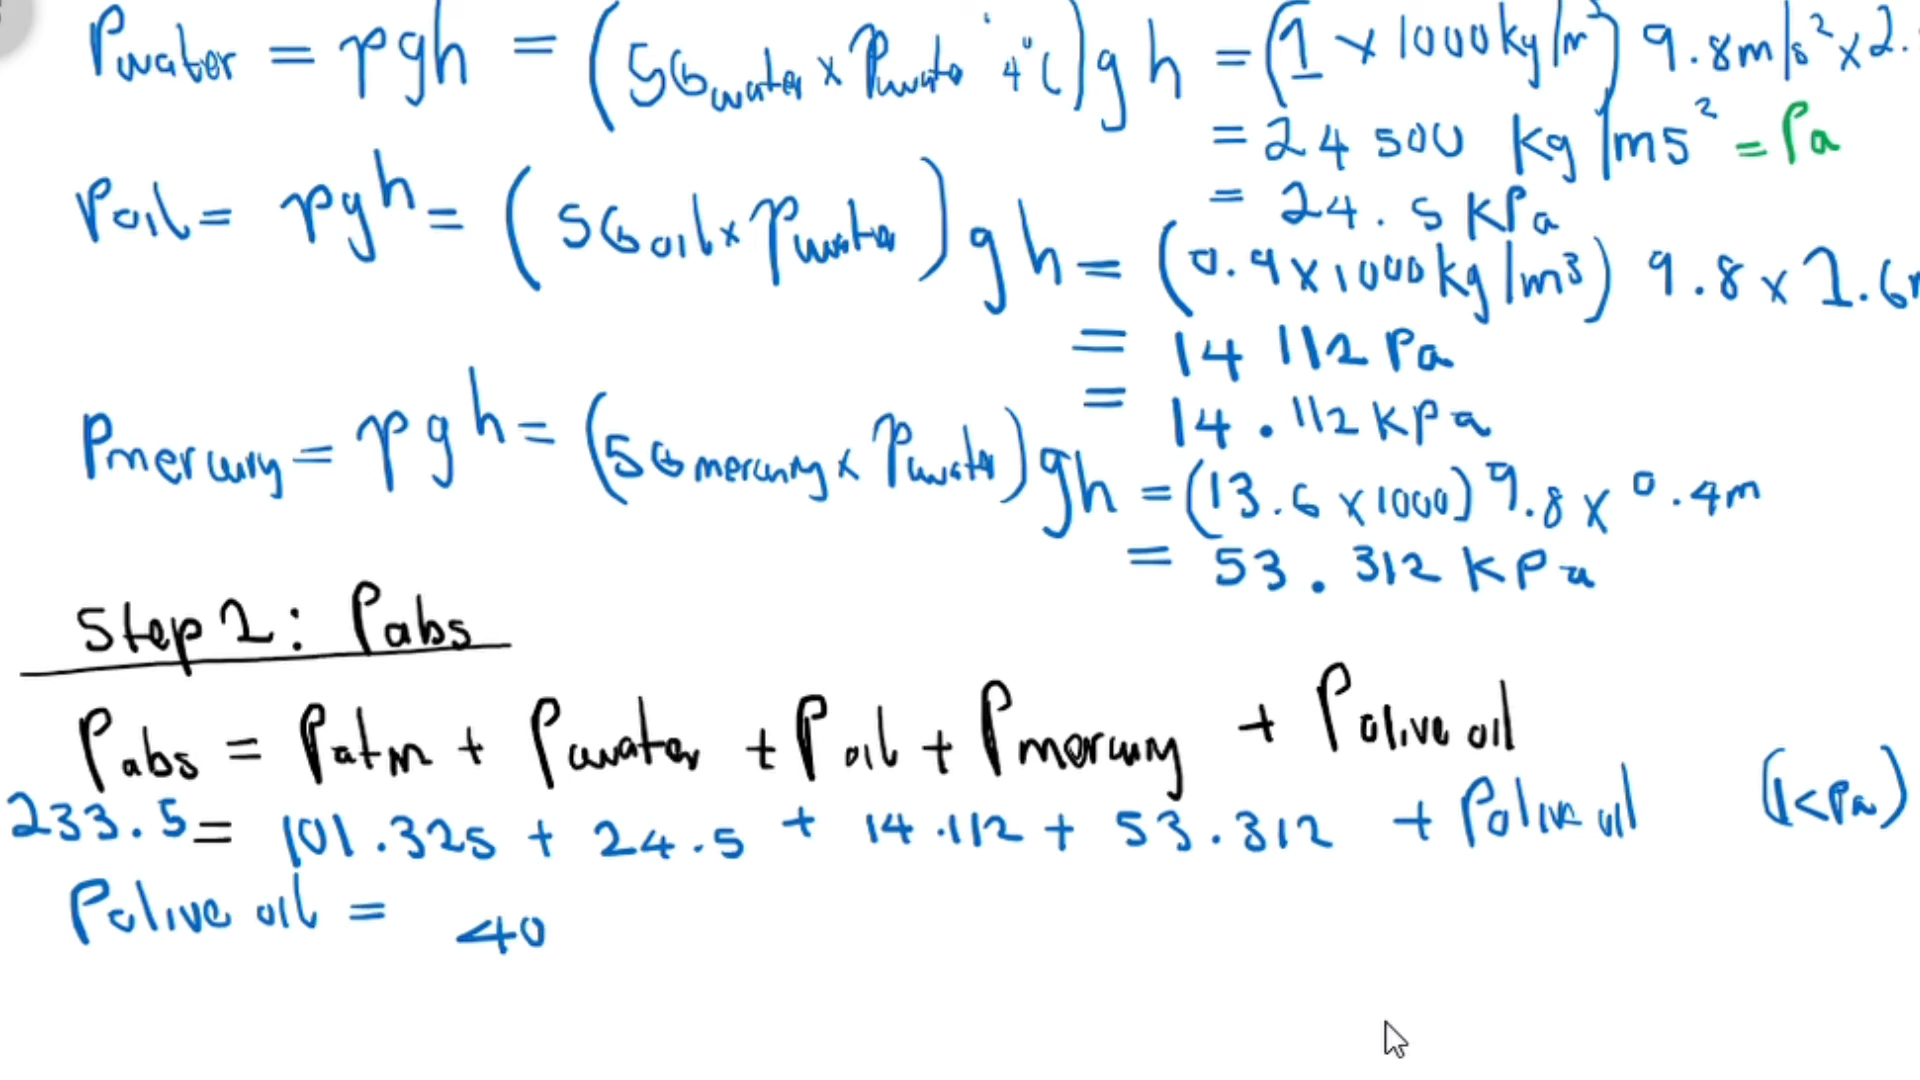 Pwater = ρgh = (SGwater × ρwater 4°C) g h = (1 × 1000 kg/m³) 9.8 m/s² × 2.
= 24 500 kg/ms² = Pa
= 24.5 kPa
Poil = ρgh = (SGoil × ρwater) g h = (0.9 × 1000 kg/m³) 9.8 × 1.6m
= 14 112 Pa
= 14.112 kPa
Pmercury = ρgh = (SGmercury × ρwater) gh = (13.6 × 1000) 9.8 × 0.4m
= 53.312 kPa
Step 2: Pabs
Pabs = Patm + Pwater + Poil + Pmercury + Polive oil
233.5 = 101.325 + 24.5 + 14.112 + 53.312 + Polive oil (kPa)
Polive oil = 40